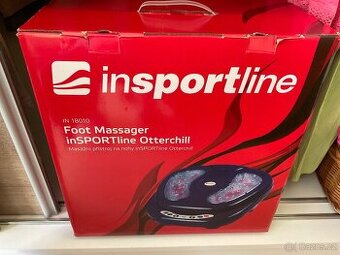 insportline
IN 18010
Foot Massager
inSPORTline Otterchill
Masážní přístroj na nohy inSPORTline Otterchill